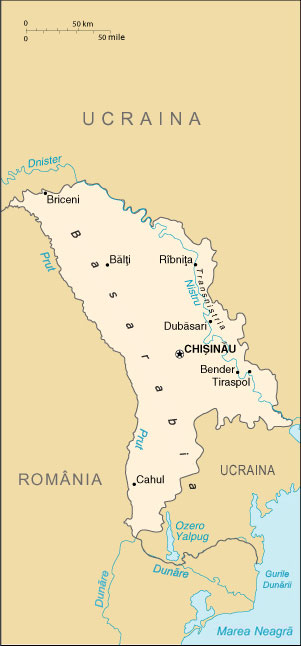 0 50 km
0 50 mile
UCRAINA
Dnister
Briceni
Prut
Bălți
Rîbnița
Transnistria
Nistru
Basarabia
Dubăsari
CHIȘINĂU
Bender
Tiraspol
Prut
ROMÂNIA
Cahul
UCRAINA
Ozero
Yalpug
Dunăre
Dunăre
Gurile
Dunării
Marea Neagră